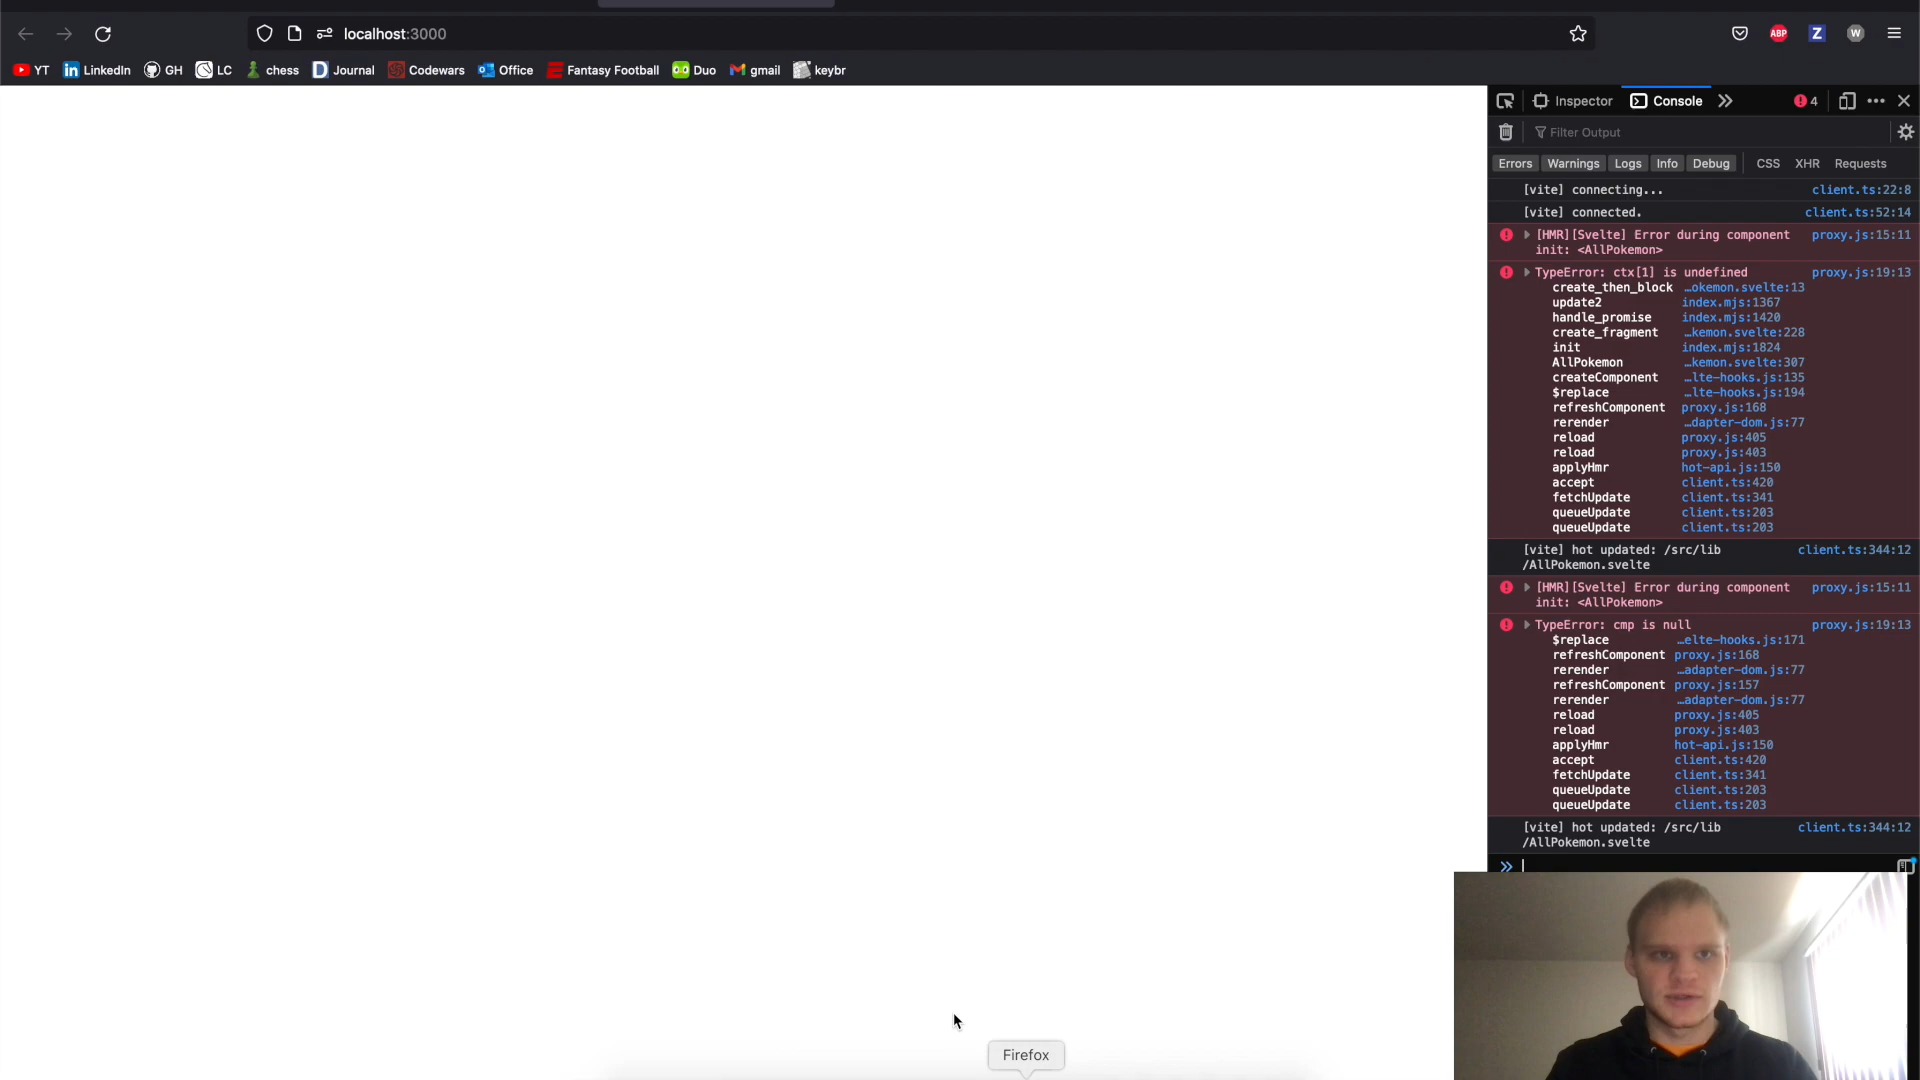 localhost:3000
ABP
Z
W
YT LinkedIn GH LC chess Journal Codewars Office Fantasy Football Duo gmail keybr
Inspector Console 4
Filter Output
Errors Warnings Logs Info Debug CSS XHR Requests
[vite] connecting... client.ts:22:8
[vite] connected. client.ts:52:14
[HMR][Svelte] Error during component proxy.js:15:11
init: <AllPokemon>
TypeError: ctx[1] is undefined proxy.js:19:13
create_then_block …okemon.svelte:13
update2 index.mjs:1367
handle_promise index.mjs:1420
create_fragment …kemon.svelte:228
init index.mjs:1824
AllPokemon …kemon.svelte:307
createComponent …lte-hooks.js:135
$replace …lte-hooks.js:194
refreshComponent proxy.js:168
rerender …dapter-dom.js:77
reload proxy.js:405
reload proxy.js:403
applyHmr hot-api.js:150
accept client.ts:420
fetchUpdate client.ts:341
queueUpdate client.ts:203
queueUpdate client.ts:203
[vite] hot updated: /src/lib client.ts:344:12
/AllPokemon.svelte
[HMR][Svelte] Error during component proxy.js:15:11
init: <AllPokemon>
TypeError: cmp is null proxy.js:19:13
$replace …elte-hooks.js:171
refreshComponent proxy.js:168
rerender …adapter-dom.js:77
refreshComponent proxy.js:157
rerender …adapter-dom.js:77
reload proxy.js:405
reload proxy.js:403
applyHmr hot-api.js:150
accept client.ts:420
fetchUpdate client.ts:341
queueUpdate client.ts:203
queueUpdate client.ts:203
[vite] hot updated: /src/lib client.ts:344:12
/AllPokemon.svelte
Firefox